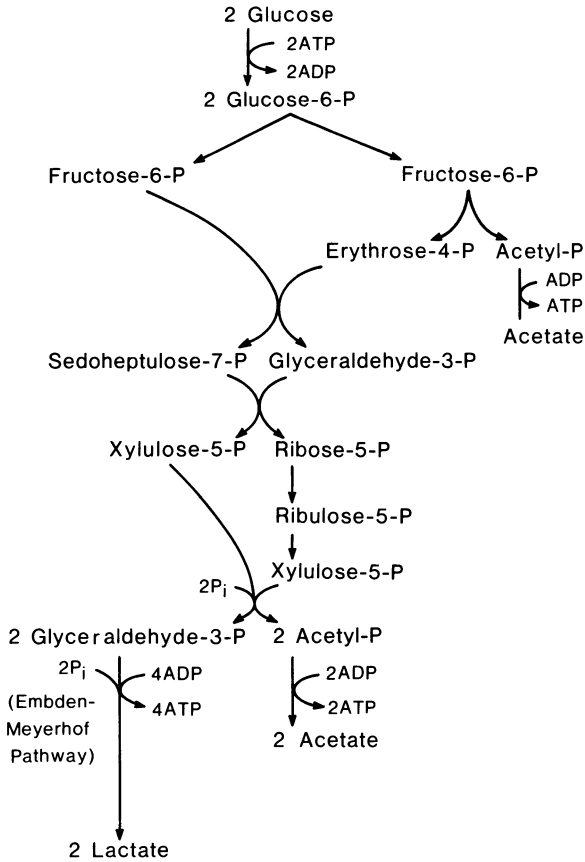 2 Glucose
2ATP
2ADP
2 Glucose-6-P
Fructose-6-P
Fructose-6-P
Erythrose-4-P
Acetyl-P
ADP
ATP
Acetate
Sedoheptulose-7-P
Glyceraldehyde-3-P
Xylulose-5-P
Ribose-5-P
Ribulose-5-P
Xylulose-5-P
2Pi
2 Glyceraldehyde-3-P
2 Acetyl-P
2Pi
4ADP
4ATP
(Embden-
Meyerhof
Pathway)
2ADP
2ATP
2 Acetate
2 Lactate